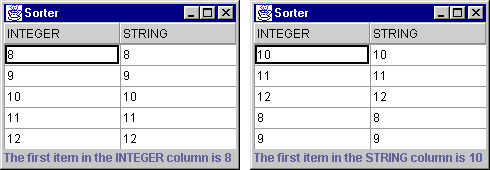 Sorter
INTEGER STRING
8 8
9 9
10 10
11 11
12 12
The first item in the INTEGER column is 8
Sorter
INTEGER STRING
10 10
11 11
12 12
8 8
9 9
The first item in the STRING column is 10